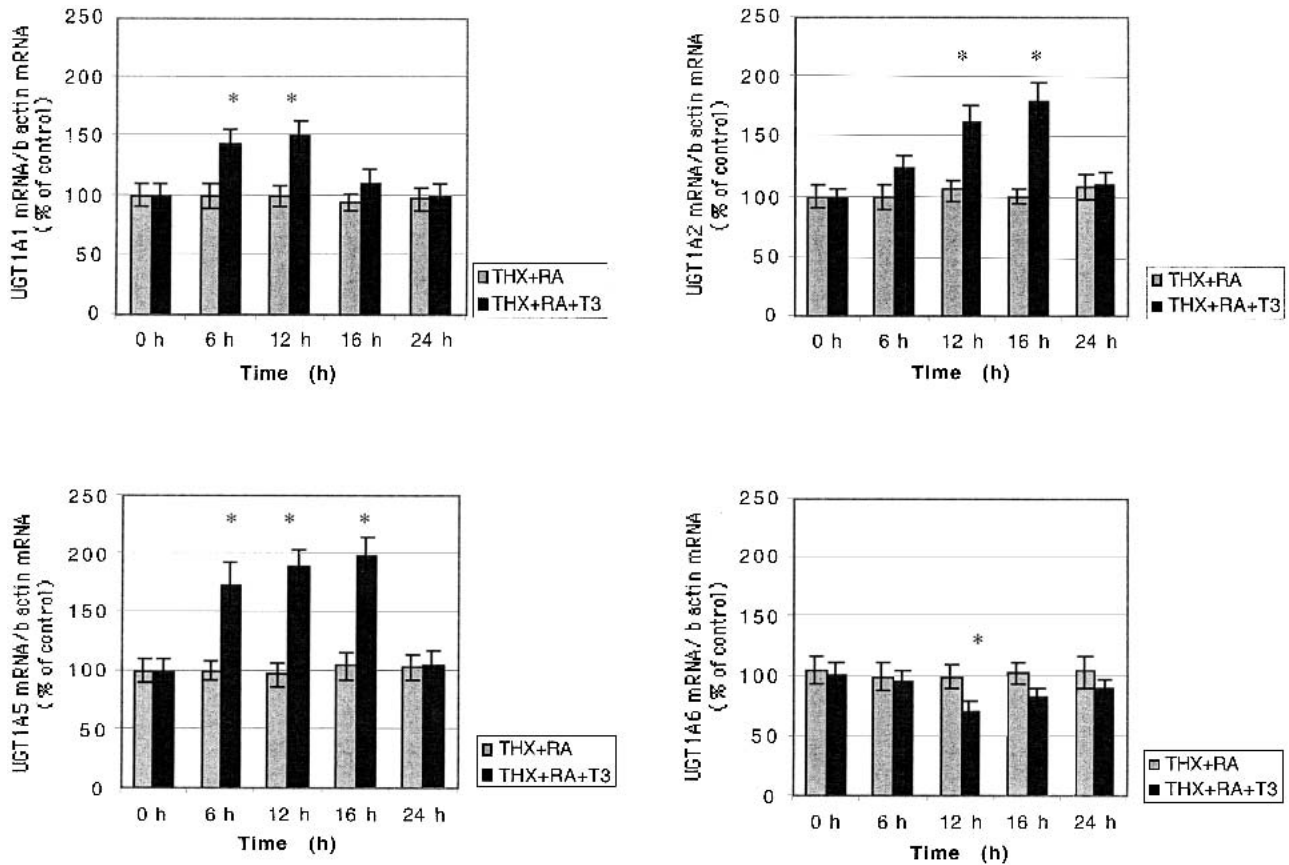 UGT1A1 mRNA/b actin mRNA
(% of control)
250
200
150
100
50
0
*
*
0 h
6 h
12 h
16 h
24 h
Time (h)
THX+RA
THX+RA+T3
UGT1A2 mRNA/b actin mRNA
(% of control)
250
200
150
100
50
0
*
*
0 h
6 h
12 h
16 h
24 h
Time (h)
THX+RA
THX+RA+T3
UGT1A5 mRNA/b actin mRNA
(% of control)
250
200
150
100
50
0
*
*
*
0 h
6 h
12 h
16 h
24 h
Time (h)
THX+RA
THX+RA+T3
UGT1A6 mRNA/ b actin mRNA
(% of control)
250
200
150
100
50
0
*
0 h
6 h
12 h
16 h
24 h
Time (h)
THX+RA
THX+RA+T3